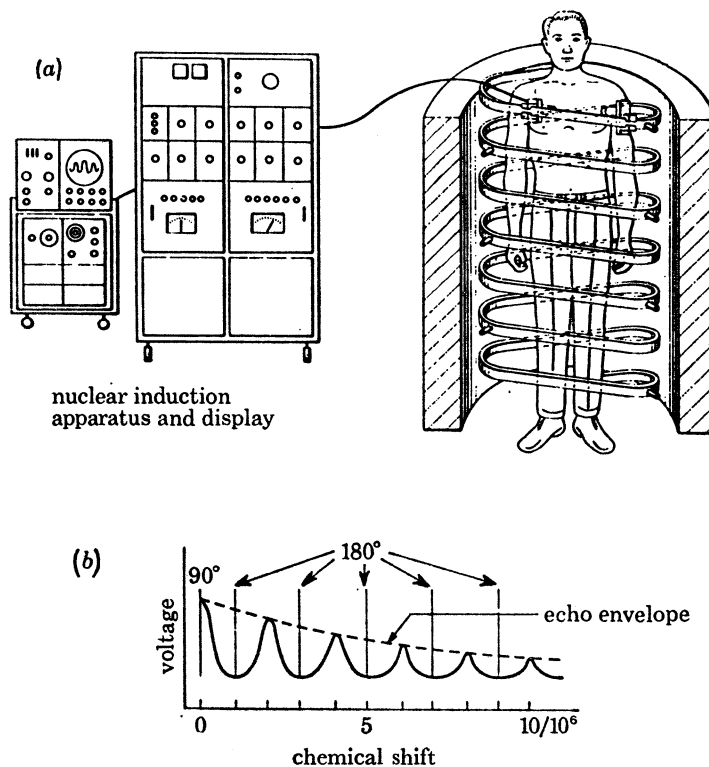 (a)
nuclear induction
apparatus and display
(b)
180°
90°
echo envelope
voltage
0 5 10/10⁶
chemical shift